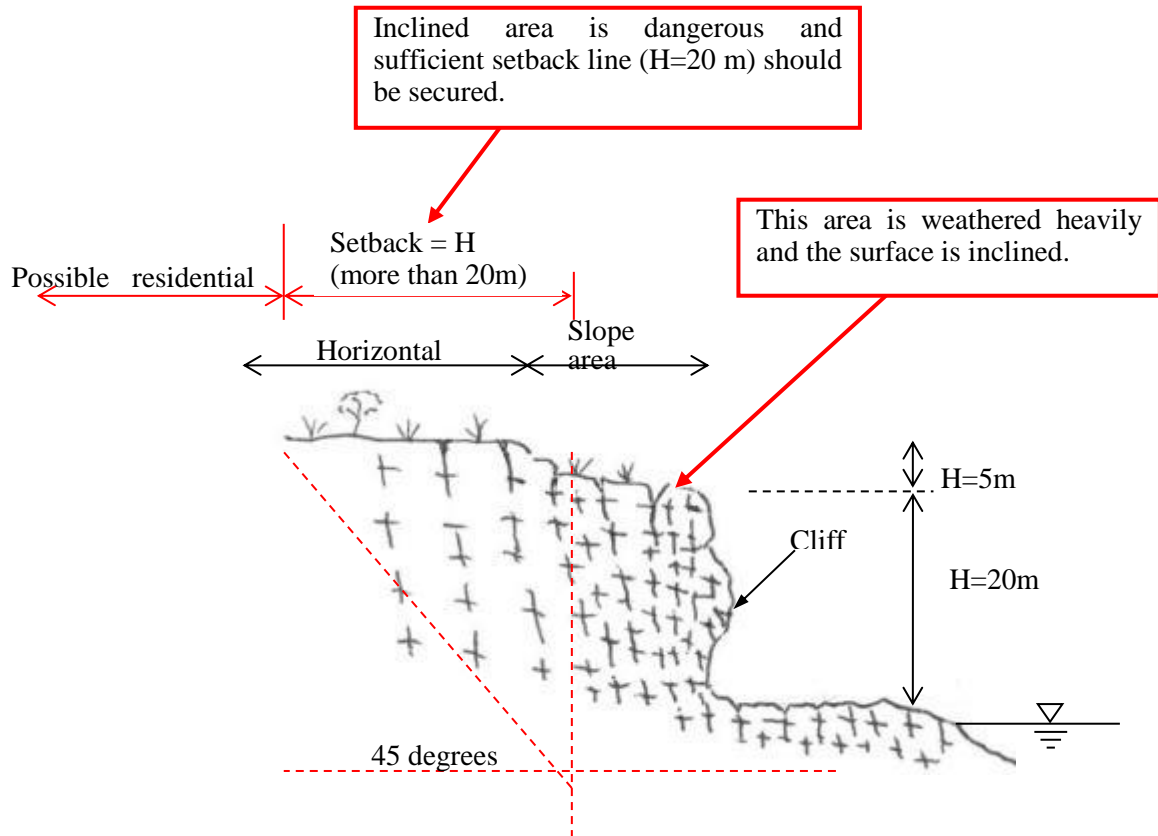 Inclined area is dangerous and
sufficient setback line (H=20 m) should
be secured.
This area is weathered heavily
and the surface is inclined.
Setback = H
(more than 20m)
Possible residential
Slope
area
Horizontal
H=5m
Cliff
H=20m
45 degrees